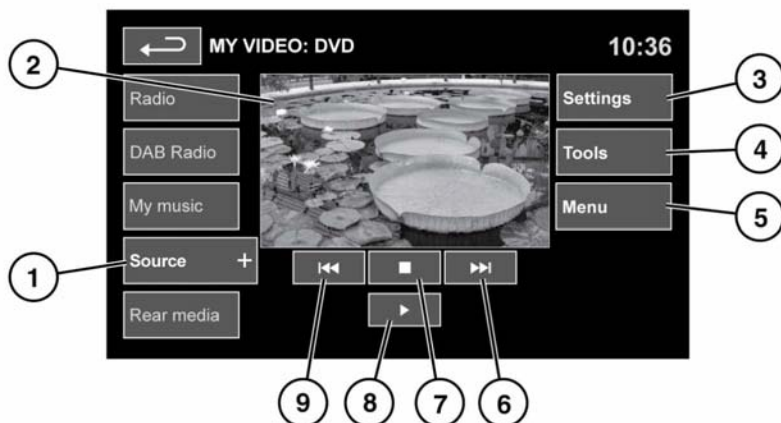 MY VIDEO: DVD 10:36
2
Radio
Settings
3
DAB Radio
Tools
4
My music
Menu
5
1
Source +
Rear media
9 8 7 6